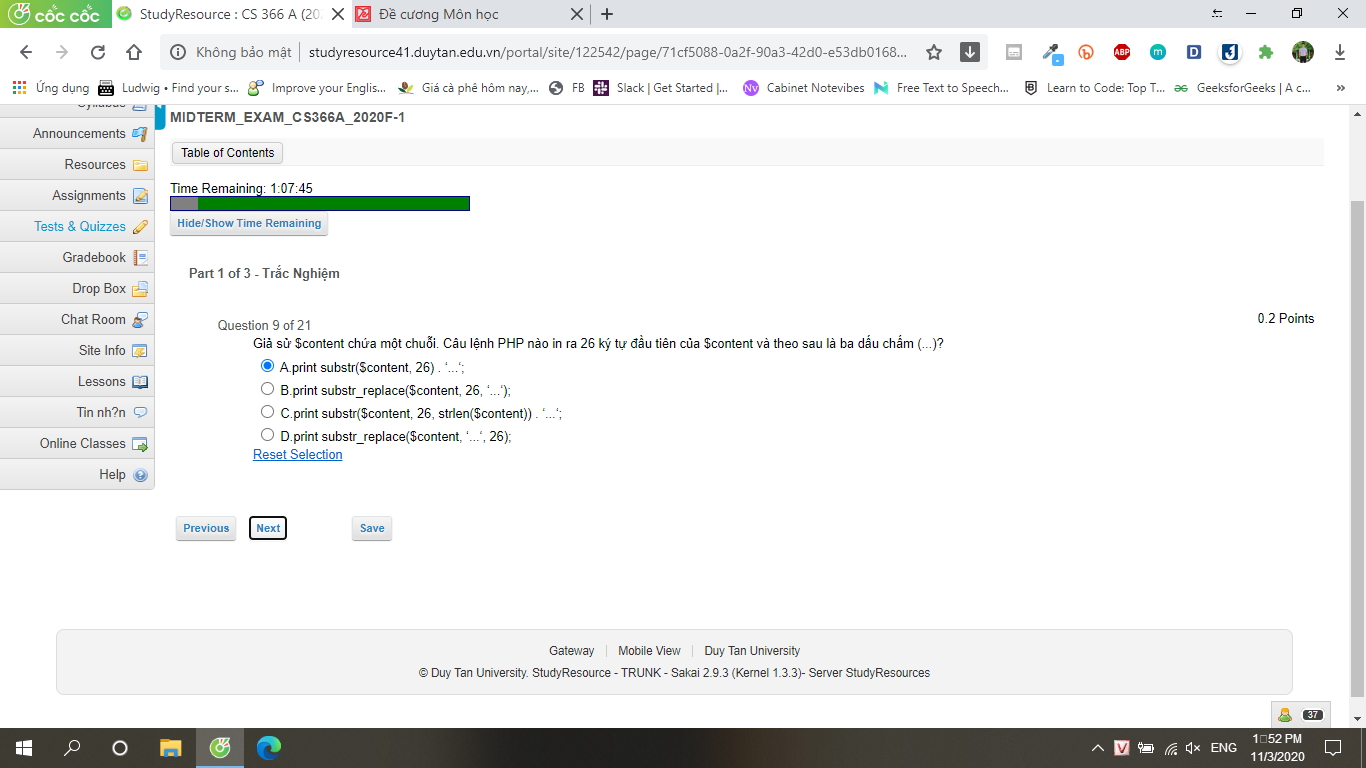 cốc cốc
StudyResource : CS 366 A (20
Đề cương Môn học
Không bảo mật
studyresource41.duytan.edu.vn/portal/site/122542/page/71cf5088-0a2f-90a3-42d0-e53db0168...
ABP
m
D
Ứng dụng
Ludwig • Find your s...
Improve your Englis...
Giá cà phê hôm nay,...
FB
Slack | Get Started |...
Nv
Cabinet Notevibes
Free Text to Speech...
Learn to Code: Top T...
GeeksforGeeks | A c...
»
Syllabus
Announcements
Resources
Assignments
Tests & Quizzes
Gradebook
Drop Box
Chat Room
Site Info
Lessons
Tin nh?n
Online Classes
Help
MIDTERM_EXAM_CS366A_2020F-1
Table of Contents
Time Remaining: 1:07:45
Hide/Show Time Remaining
Part 1 of 3 - Trắc Nghiệm
Question 9 of 21
0.2 Points
Giả sử $content chứa một chuỗi. Câu lệnh PHP nào in ra 26 ký tự đầu tiên của $content và theo sau là ba dấu chấm (...)?
A.print substr($content, 26) . ‘...‘;
B.print substr_replace($content, 26, ‘...‘);
C.print substr($content, 26, strlen($content)) . ‘...‘;
D.print substr_replace($content, ‘...‘, 26);
Reset Selection
Previous
Next
Save
Gateway
Mobile View
Duy Tan University
© Duy Tan University. StudyResource - TRUNK - Sakai 2.9.3 (Kernel 1.3.3)- Server StudyResources
37
V
ENG
1□52 PM
11/3/2020